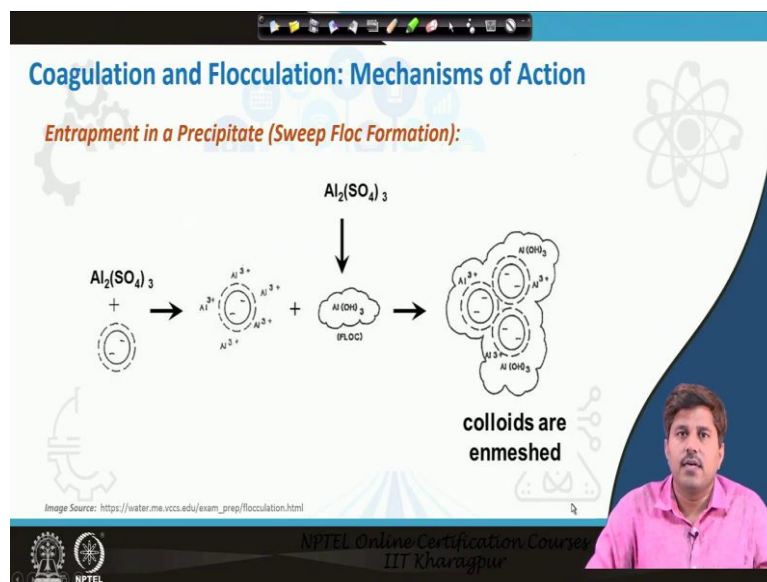 Coagulation and Flocculation: Mechanisms of Action
Entrapment in a Precipitate (Sweep Floc Formation):
Al2(SO4) 3
Al2(SO4) 3
+
Al 3+
Al 3+
Al 3+
Al 3+
Al 3+
+
Al (OH) 3
(FLOC)
Al (OH) 3
Al 3+
Al 3+
Al 3+
Al (OH) 3
colloids are
enmeshed
Image Source: https://water.me.vccs.edu/exam_prep/flocculation.html
NPTEL Online Certification Courses
IIT Kharagpur
NPTEL